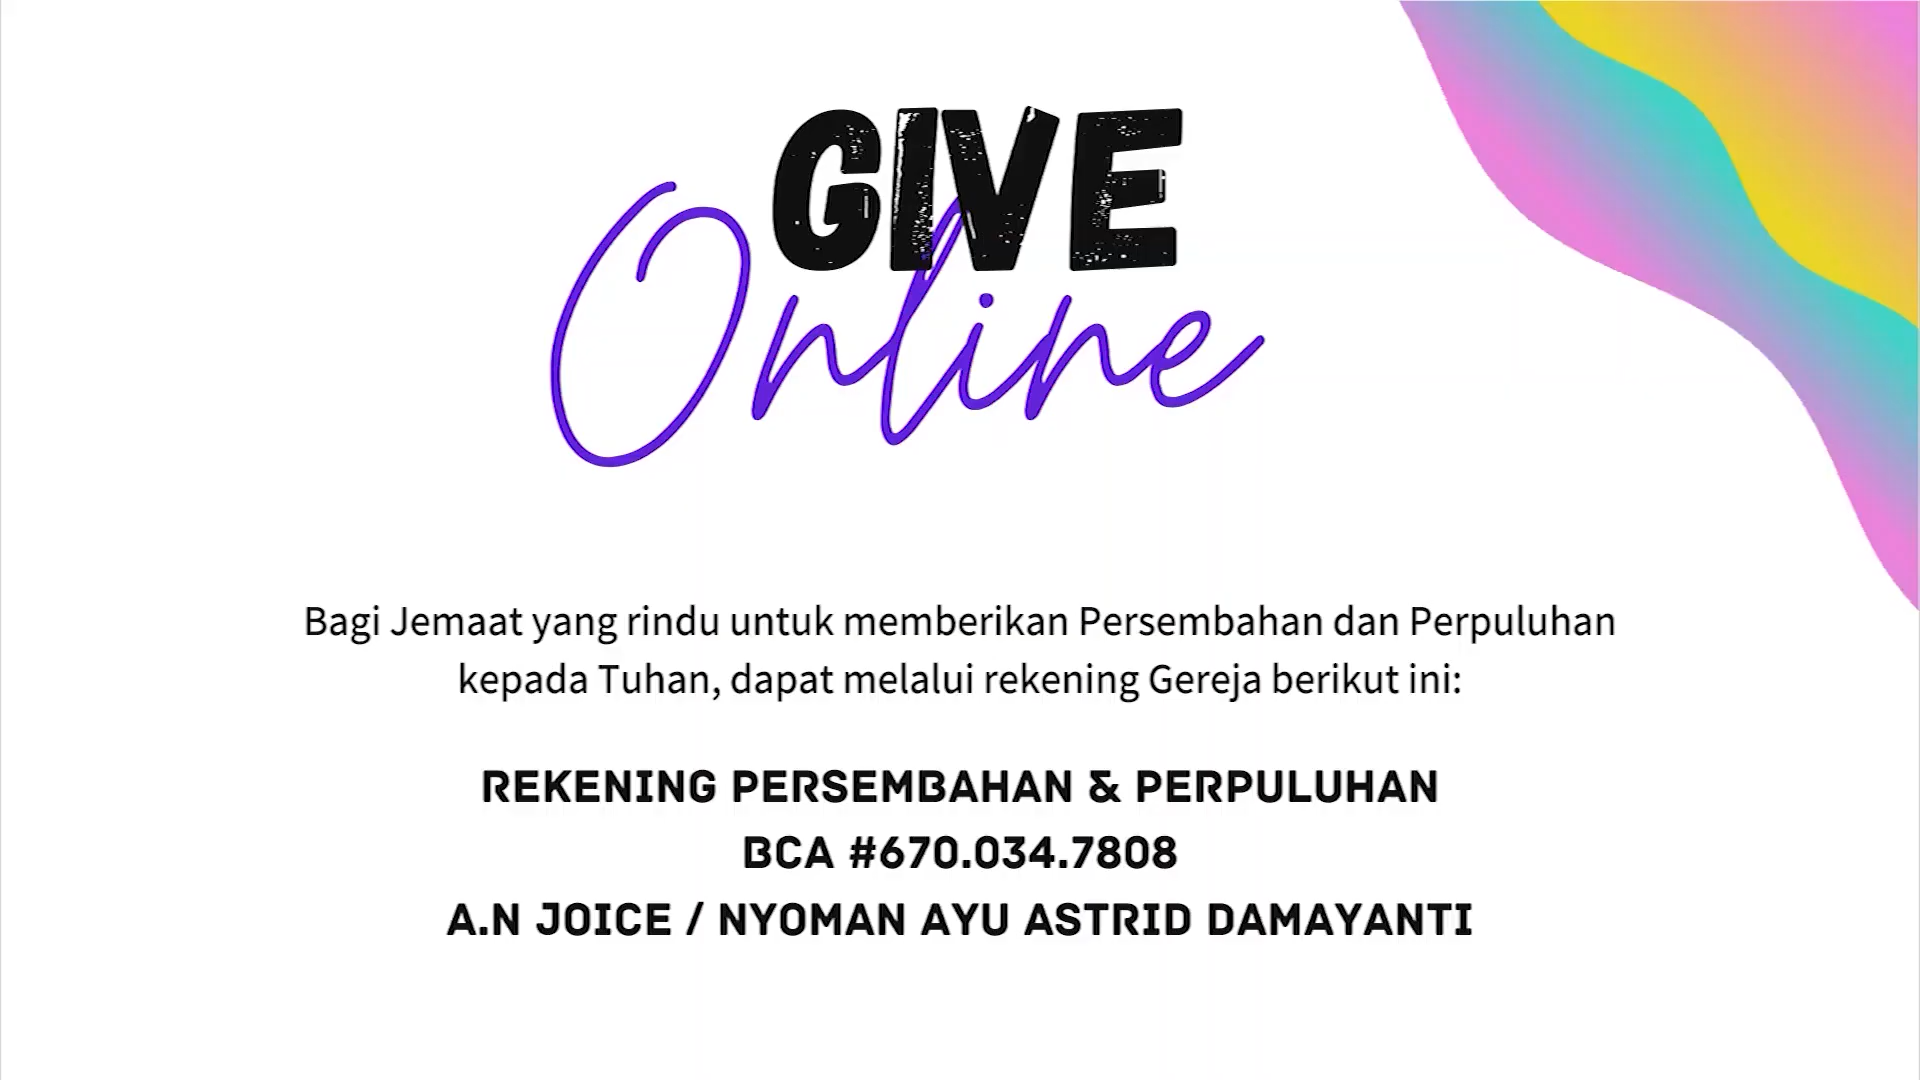 GIVE
Online
Bagi Jemaat yang rindu untuk memberikan Persembahan dan Perpuluhan
kepada Tuhan, dapat melalui rekening Gereja berikut ini:
REKENING PERSEMBAHAN & PERPULUHAN
BCA #670.034.7808
A.N JOICE / NYOMAN AYU ASTRID DAMAYANTI